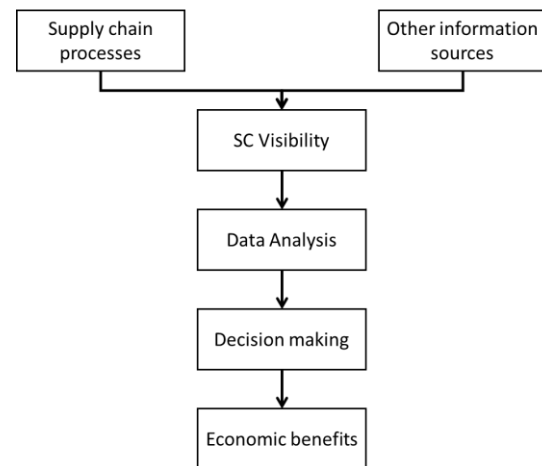 Supply chain
processes
Other information
sources
SC Visibility
Data Analysis
Decision making
Economic benefits